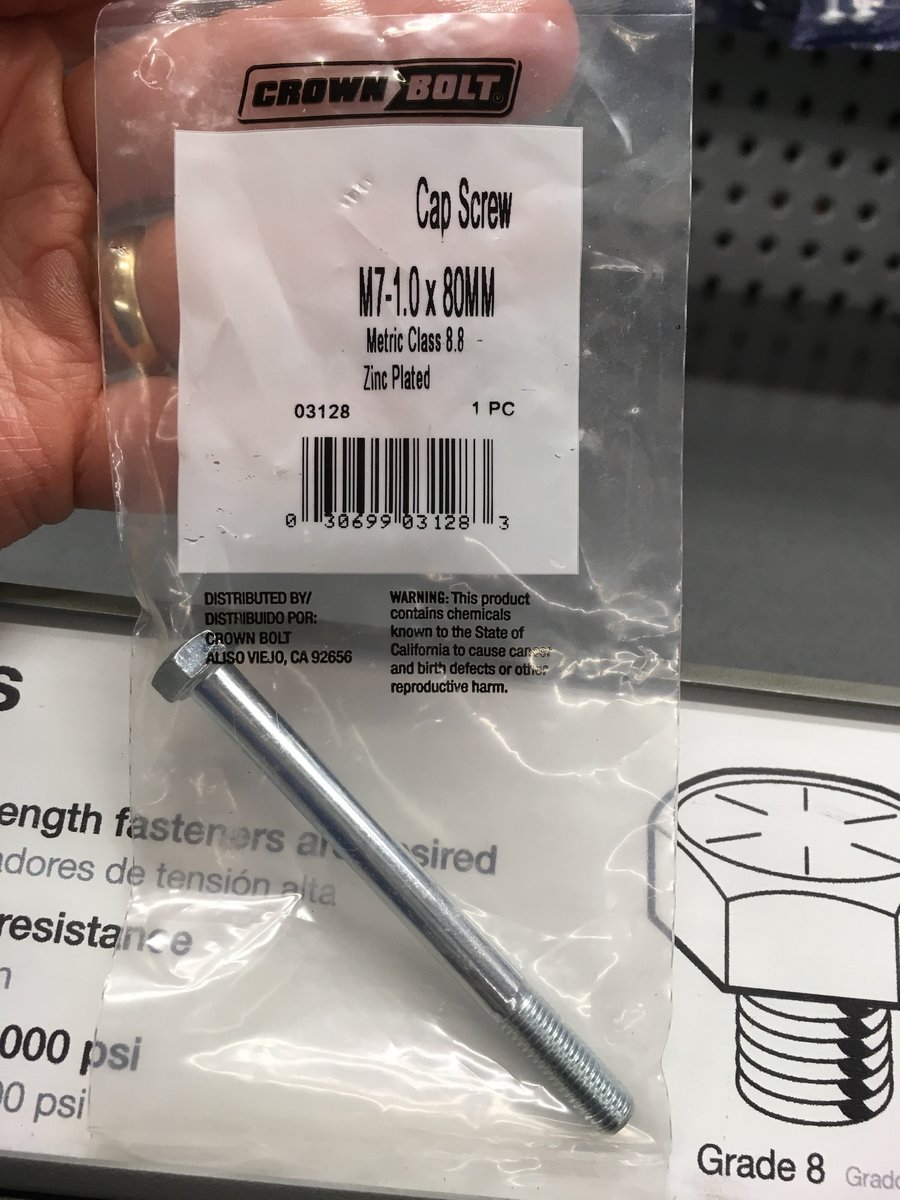 CROWN BOLT®
Cap Screw
M7-1.0 x 80MM
Metric Class 8.8
Zinc Plated
03128 1 PC
0 30699 03128 3
DISTRIBUTED BY/
DISTRIBUIDO POR:
CROWN BOLT
ALISO VIEJO, CA 92656
WARNING: This product
contains chemicals
known to the State of
California to cause cancer
and birth defects or other
reproductive harm.
s
ength fasteners are desired
adores de tensión alta
resistance
n
000 psi
00 psi
Grade 8 Grado